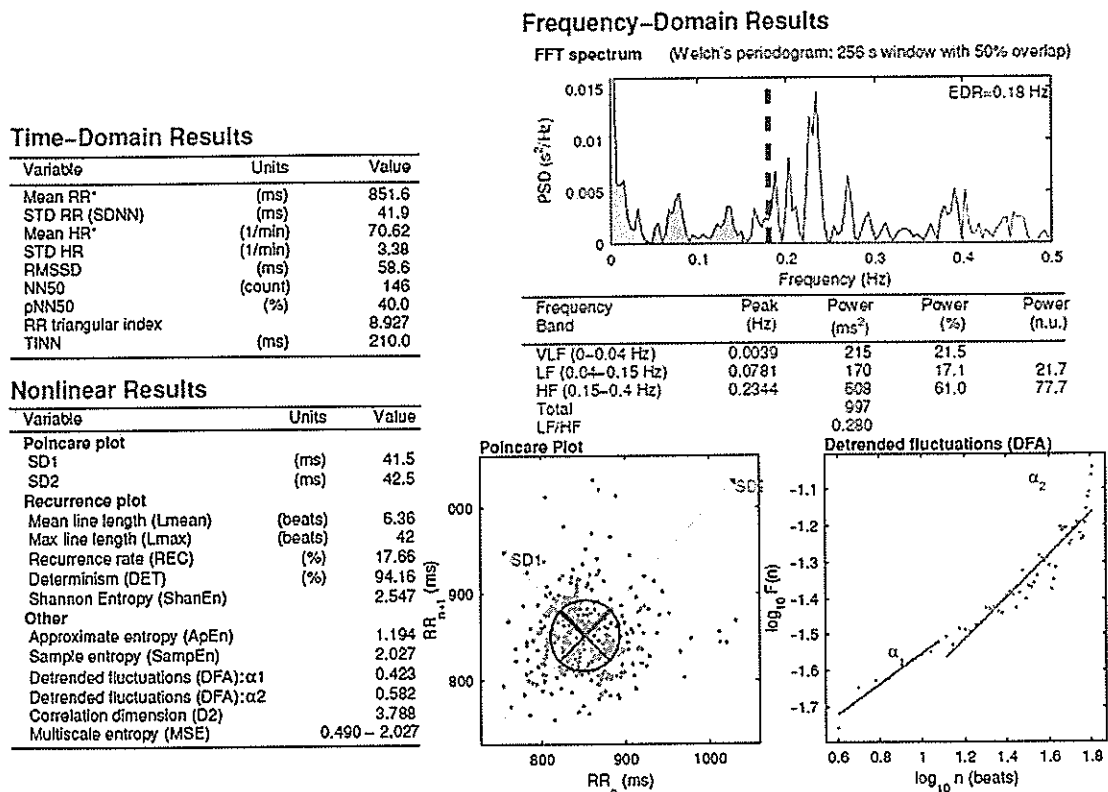 Frequency–Domain Results
FFT spectrum (Welch's periodogram: 256 s window with 50% overlap)
EDR=0.18 Hz
0.015
0.01
0.005
0
PSD (s²/Hz)
0 0.1 0.2 0.3 0.4 0.5
Frequency (Hz)
Time–Domain Results
Variable Units Value
Mean RR* (ms) 851.6
STD RR (SDNN) (ms) 41.9
Mean HR* (1/min) 70.62
STD HR (1/min) 3.38
RMSSD (ms) 58.6
NN50 (count) 146
pNN50 (%) 40.0
RR triangular index 8.927
TINN (ms) 210.0
Frequency Peak Power Power Power
Band (Hz) (ms²) (%) (n.u.)
VLF (0–0.04 Hz) 0.0039 215 21.5
LF (0.04–0.15 Hz) 0.0781 170 17.1 21.7
HF (0.15–0.4 Hz) 0.2344 608 61.0 77.7
Total 997
LF/HF 0.280
Nonlinear Results
Variable Units Value
Poincare plot
SD1 (ms) 41.5
SD2 (ms) 42.5
Recurrence plot
Mean line length (Lmean) (beats) 6.36
Max line length (Lmax) (beats) 42
Recurrence rate (REC) (%) 17.66
Determinism (DET) (%) 94.16
Shannon Entropy (ShanEn) 2.547
Other
Approximate entropy (ApEn) 1.194
Sample entropy (SampEn) 2.027
Detrended fluctuations (DFA):α1 0.423
Detrended fluctuations (DFA):α2 0.582
Correlation dimension (D2) 3.788
Multiscale entropy (MSE) 0.490 – 2.027
Poincare Plot
SD1
000
900
800
RRₙ₊₁ (ms)
800 900 1000
RRₙ (ms)
Detrended fluctuations (DFA)
α₂
α
-1.1
-1.2
-1.3
-1.4
-1.5
-1.6
-1.7
log₁₀ F(n)
0.6 0.8 1 1.2 1.4 1.6 1.8
log₁₀ n (beats)